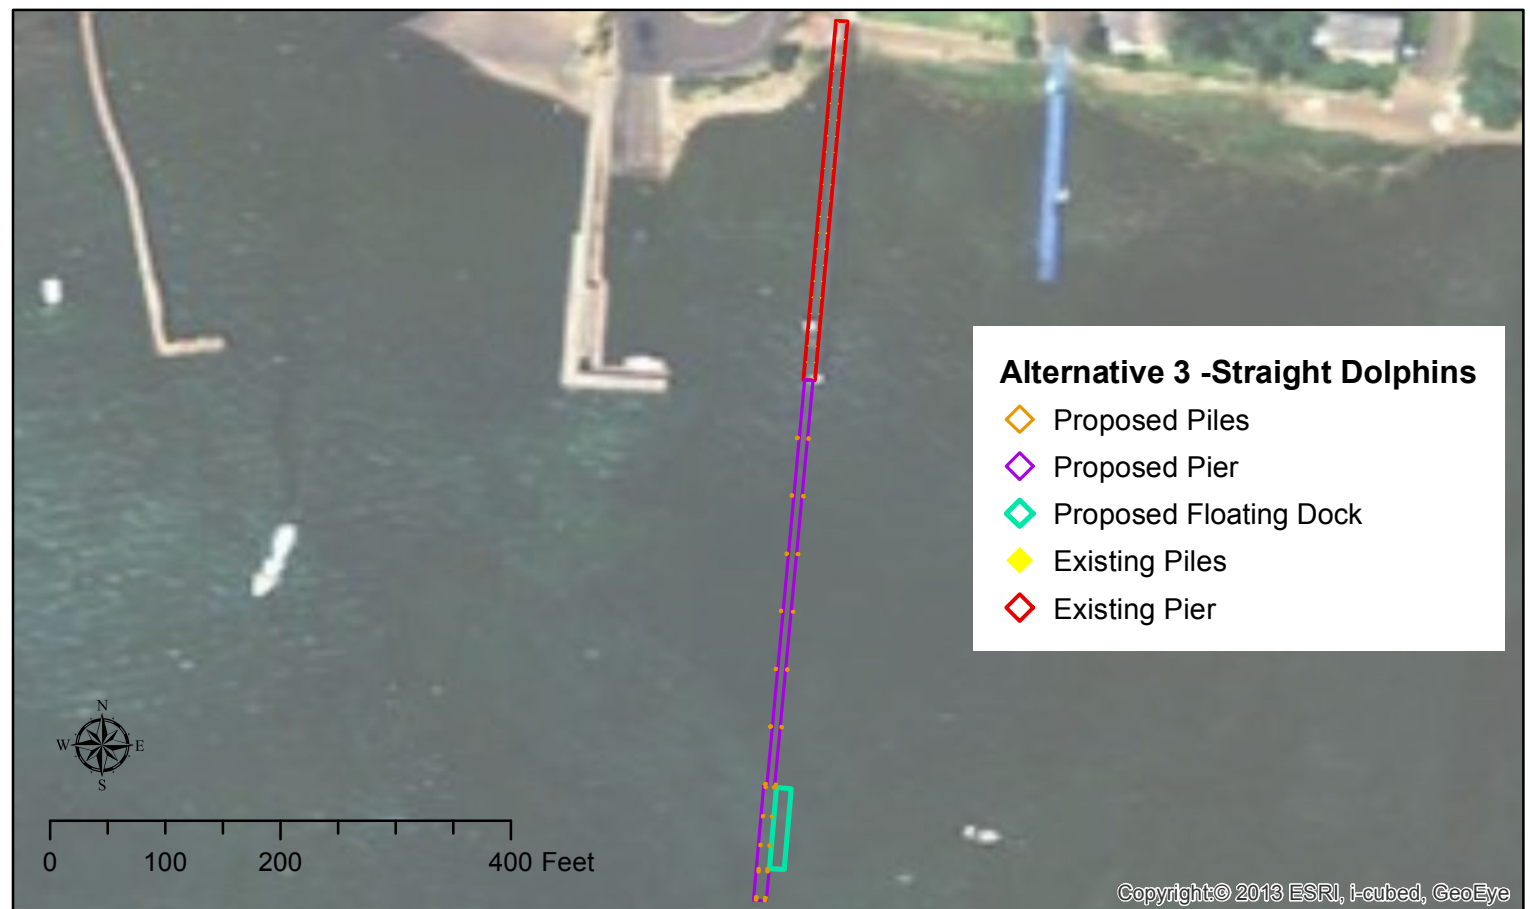 Alternative 3 -Straight Dolphins
Proposed Piles
Proposed Pier
Proposed Floating Dock
Existing Piles
Existing Pier
N
W E
S
0 100 200 400 Feet
Copyright:© 2013 ESRI, i-cubed, GeoEye